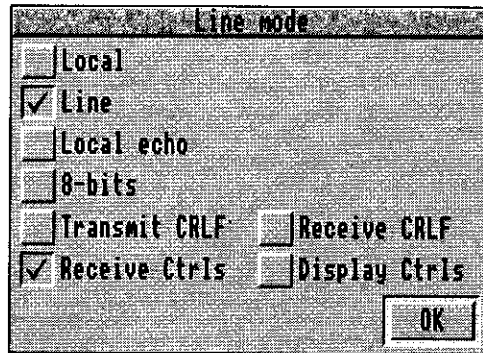 Line mode
Local
Line
Local echo
8-bits
Transmit CRLF Receive CRLF
Receive Ctrls Display Ctrls
OK